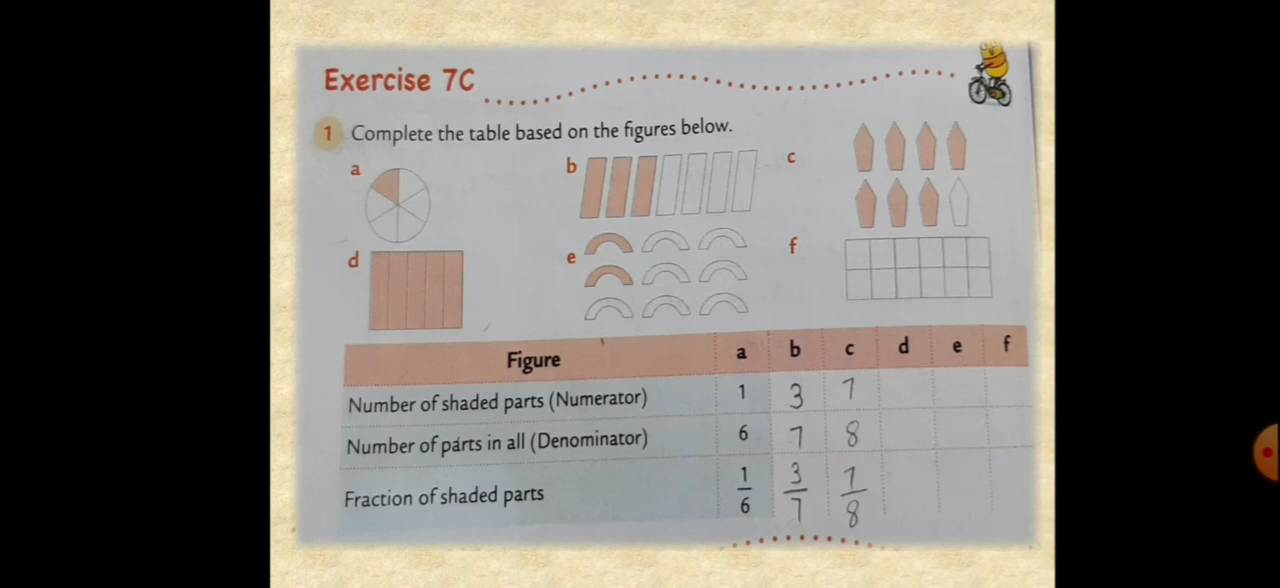 Exercise 7C
1 Complete the table based on the figures below.
a b c
d e f
Figure a b c d e f
Number of shaded parts (Numerator) 1 3 7
Number of parts in all (Denominator) 6 7 8
Fraction of shaded parts 1/6 3/7 7/8